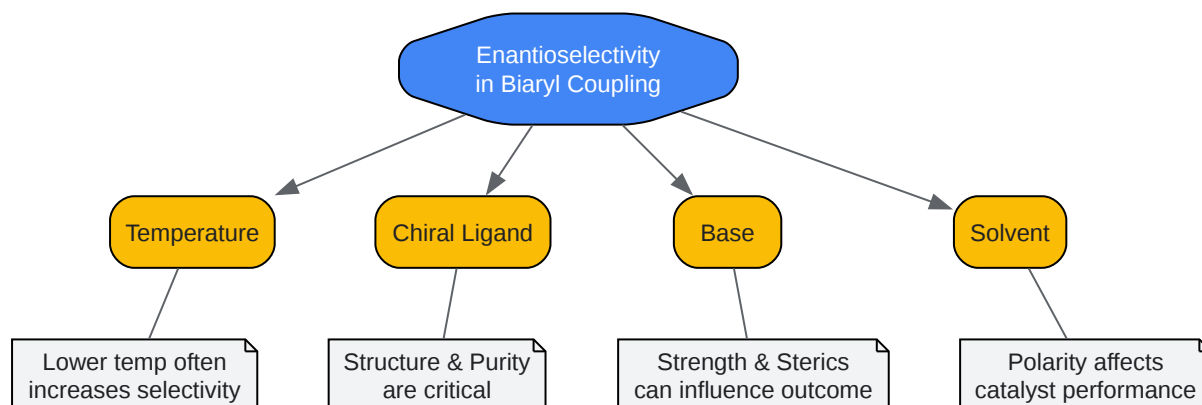 Enantioselectivity
in Biaryl Coupling
Temperature
Chiral Ligand
Base
Solvent
Lower temp often
increases selectivity
Structure & Purity
are critical
Strength & Sterics
can influence outcome
Polarity affects
catalyst performance